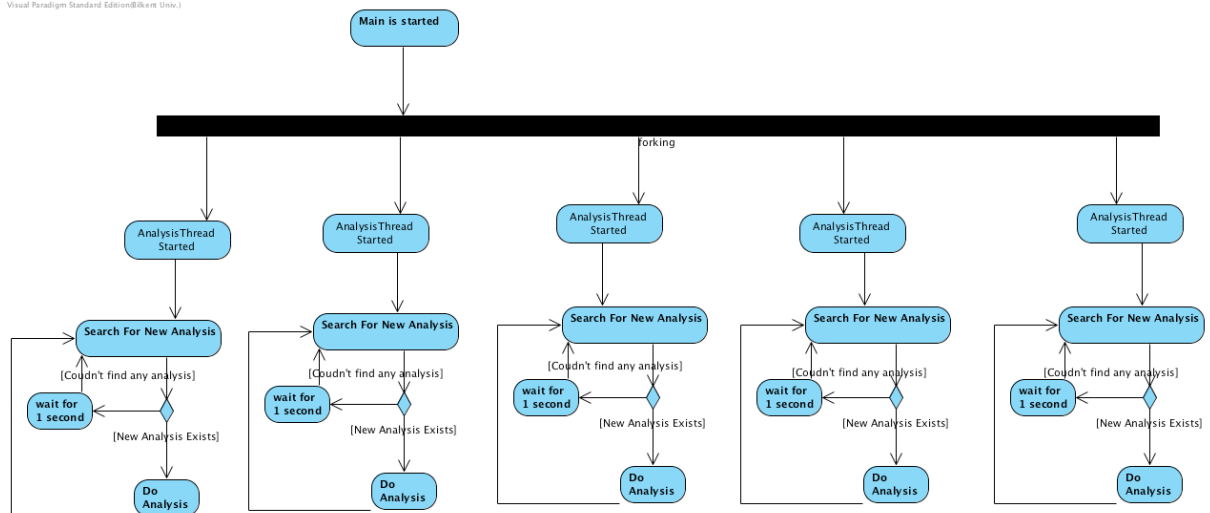 Visual Paradigm Standard Edition(Bilkent Univ.)
Main is started
forking
AnalysisThread
Started
AnalysisThread
Started
AnalysisThread
Started
AnalysisThread
Started
AnalysisThread
Started
Search For New Analysis
Search For New Analysis
Search For New Analysis
Search For New Analysis
Search For New Analysis
[Coudn't find any analysis]
[Coudn't find any analysis]
[Coudn't find any analysis]
[Coudn't find any analysis]
[Coudn't find any analysis]
wait for
1 second
wait for
1 second
wait for
1 second
wait for
1 second
wait for
1 second
[New Analysis Exists]
[New Analysis Exists]
[New Analysis Exists]
[New Analysis Exists]
[New Analysis Exists]
Do
Analysis
Do
Analysis
Do
Analysis
Do
Analysis
Do
Analysis